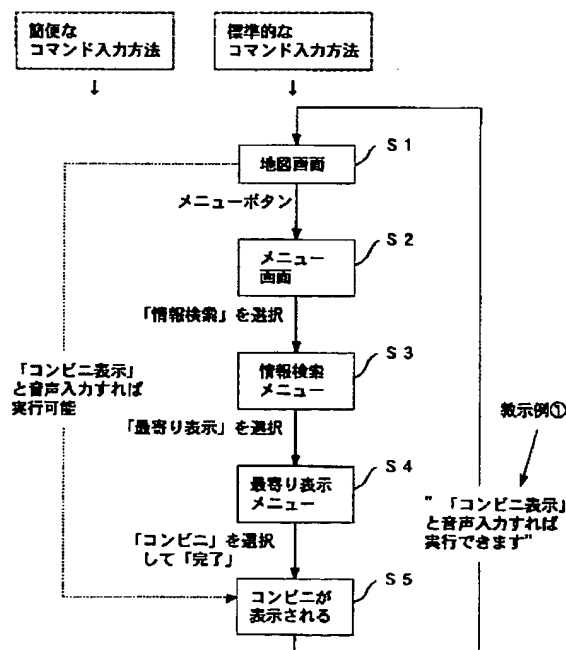 簡便な
コマンド入力方法
標準的な
コマンド入力方法
↓
↓
地図画面
S1
メニューボタン
メニュー
画面
S2
「情報検索」を選択
情報検索
メニュー
S3
「コンビニ表示」
と音声入力すれば
実行可能
「最寄り表示」を選択
最寄り表示
メニュー
S4
教示例①
"「コンビニ表示」
と音声入力すれば
実行できます"
「コンビニ」を選択
して「完了」
コンビニが
表示される
S5